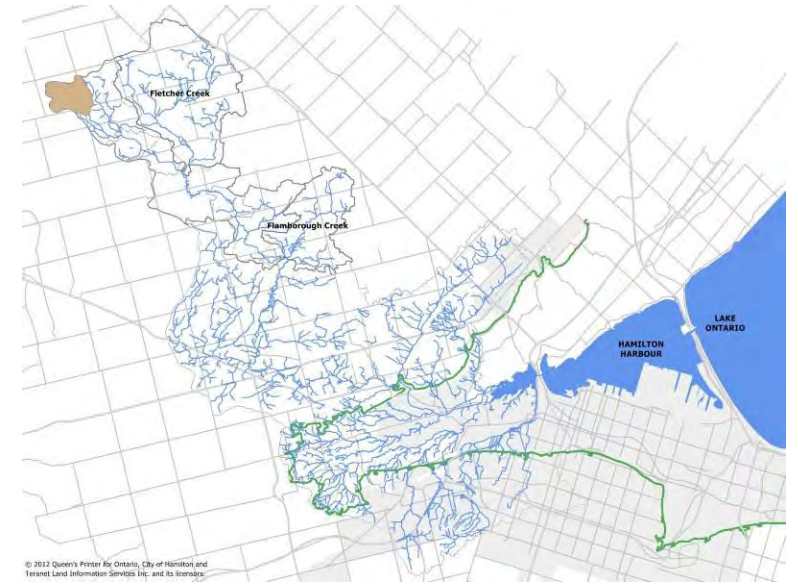 Fletcher Creek
Flamborough Creek
LAKE
ONTARIO
HAMILTON
HARBOUR
© 2012 Queen's Printer for Ontario, City of Hamilton and
Teranet Land Information Services Inc. and its licensors.